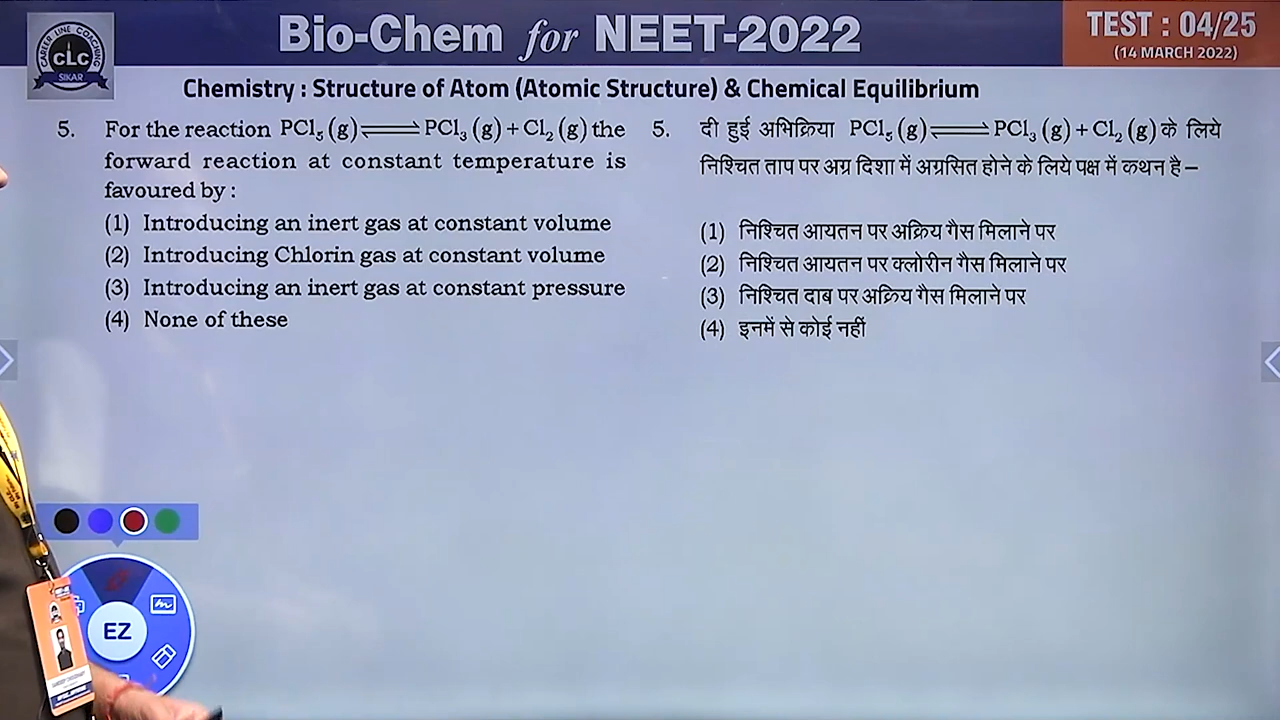 CAREER LINE COACHING
CLC
SIKAR
Bio-Chem for NEET-2022
TEST : 04/25
(14 MARCH 2022)
Chemistry : Structure of Atom (Atomic Structure) & Chemical Equilibrium
5. For the reaction PCl₅ (g) ⇌ PCl₃ (g) + Cl₂ (g) the
forward reaction at constant temperature is
favoured by :
(1) Introducing an inert gas at constant volume
(2) Introducing Chlorin gas at constant volume
(3) Introducing an inert gas at constant pressure
(4) None of these
5. दी हुई अभिक्रिया PCl₅ (g) ⇌ PCl₃ (g) + Cl₂ (g) के लिये
निश्चित ताप पर अग्र दिशा में अग्रसित होने के लिये पक्ष में कथन है –
(1) निश्चित आयतन पर अक्रिय गैस मिलाने पर
(2) निश्चित आयतन पर क्लोरीन गैस मिलाने पर
(3) निश्चित दाब पर अक्रिय गैस मिलाने पर
(4) इनमें से कोई नहीं
EZ